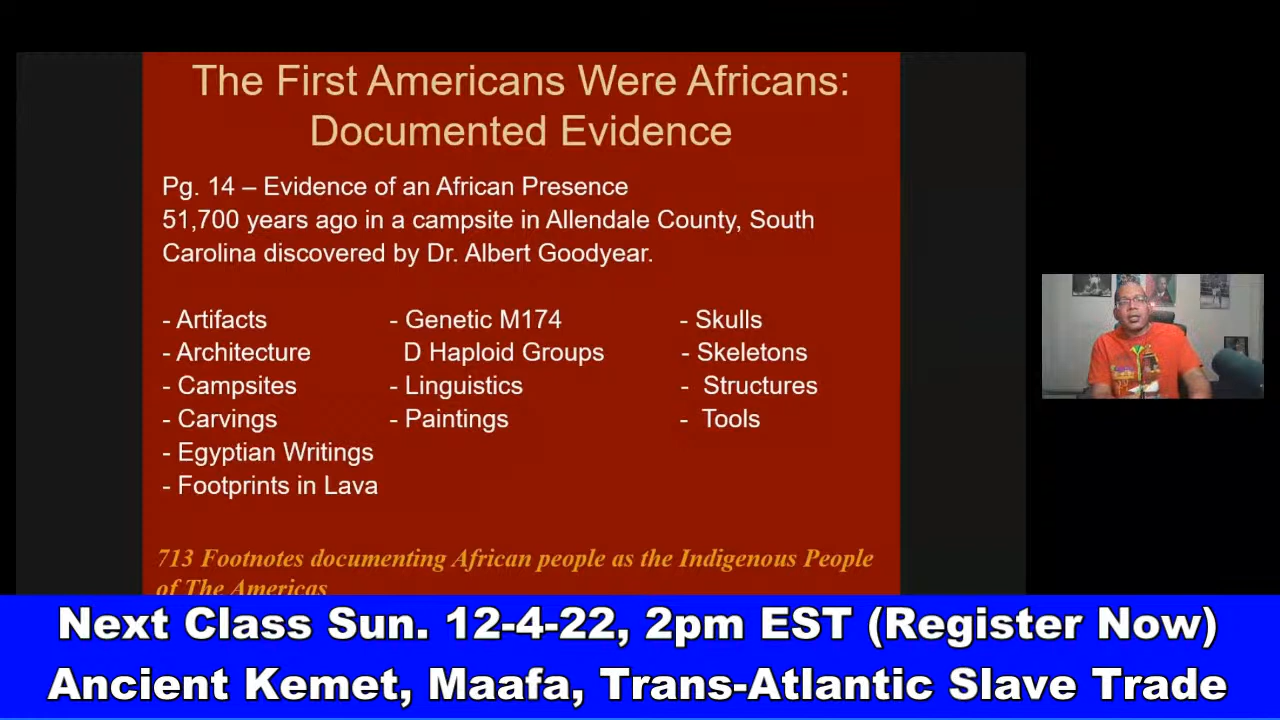 The First Americans Were Africans:
Documented Evidence
Pg. 14 – Evidence of an African Presence
51,700 years ago in a campsite in Allendale County, South
Carolina discovered by Dr. Albert Goodyear.
- Artifacts
- Architecture
- Campsites
- Carvings
- Egyptian Writings
- Footprints in Lava
- Genetic M174
D Haploid Groups
- Linguistics
- Paintings
- Skulls
- Skeletons
- Structures
- Tools
713 Footnotes documenting African people as the Indigenous People
of The Americas
Next Class Sun. 12-4-22, 2pm EST (Register Now)
Ancient Kemet, Maafa, Trans-Atlantic Slave Trade